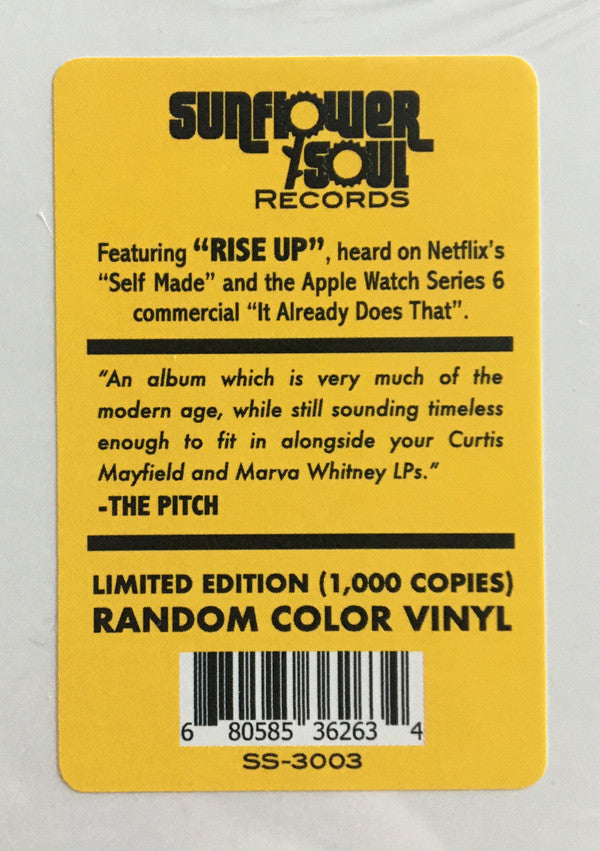 SUNFLOWER
SOUL
RECORDS
Featuring “RISE UP”, heard on Netflix’s
“Self Made” and the Apple Watch Series 6
commercial “It Already Does That”.
“An album which is very much of the
modern age, while still sounding timeless
enough to fit in alongside your Curtis
Mayfield and Marva Whitney LPs.”
-THE PITCH
LIMITED EDITION (1,000 COPIES)
RANDOM COLOR VINYL
6 80585 36263 4
SS-3003